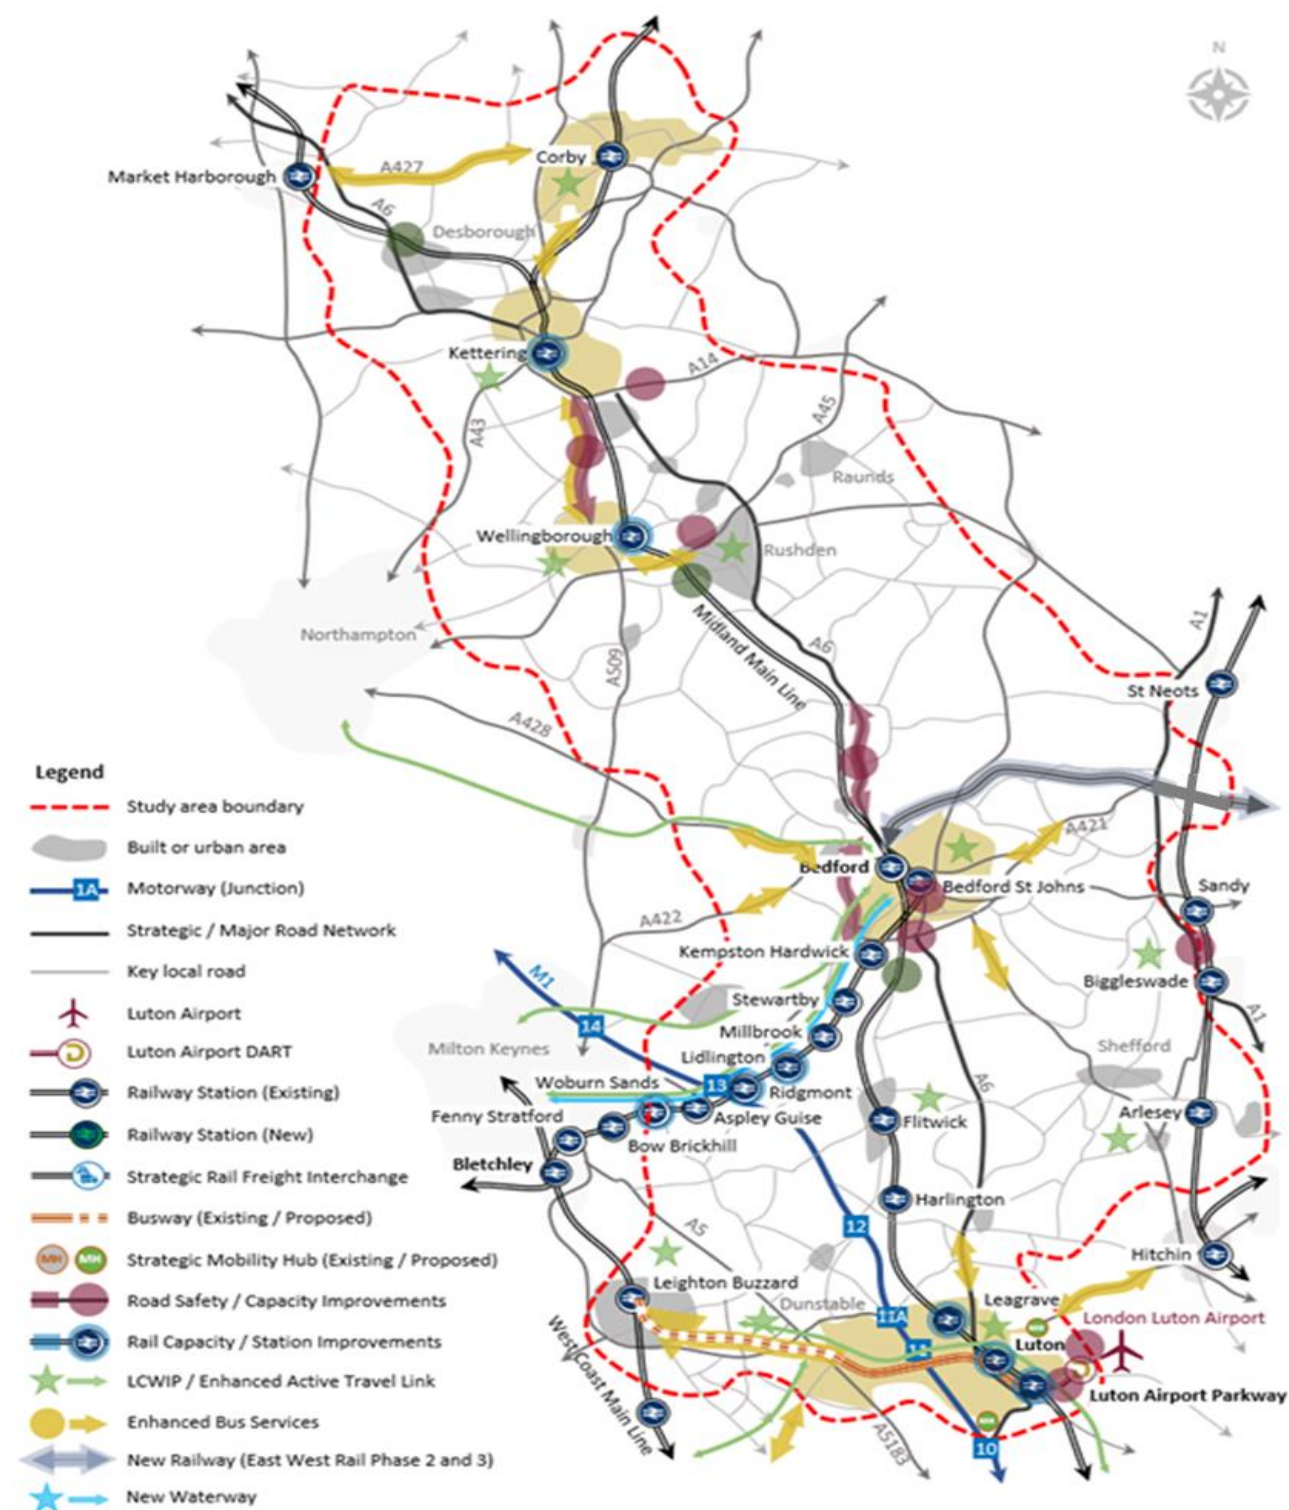 N
Corby
A427
Market Harborough
A6
Desborough
Kettering
A14
A43
A45
Raunds
Wellingborough
Rushden
Northampton
Midland Main Line
A6
A509
A1
St Neots
A428
Legend
Study area boundary
Built or urban area
1A
Motorway (Junction)
Strategic / Major Road Network
Key local road
Luton Airport
Luton Airport DART
Railway Station (Existing)
Railway Station (New)
Strategic Rail Freight Interchange
Busway (Existing / Proposed)
MH
MH
Strategic Mobility Hub (Existing / Proposed)
Road Safety / Capacity Improvements
Rail Capacity / Station Improvements
LCWIP / Enhanced Active Travel Link
Enhanced Bus Services
New Railway (East West Rail Phase 2 and 3)
New Waterway
A421
Bedford
Bedford St Johns
Sandy
A422
Kempston Hardwick
Biggleswade
M1
Stewartby
A1
14
Millbrook
Milton Keynes
Lidlington
Shefford
Woburn Sands
13
Ridgmont
A6
Fenny Stratford
Aspley Guise
Arlesey
Flitwick
Bow Brickhill
Bletchley
Harlington
A5
12
Hitchin
Leighton Buzzard
Dunstable
Leagrave
11A
London Luton Airport
MH
Luton
11
West Coast Main Line
Luton Airport Parkway
MH
A5183
10